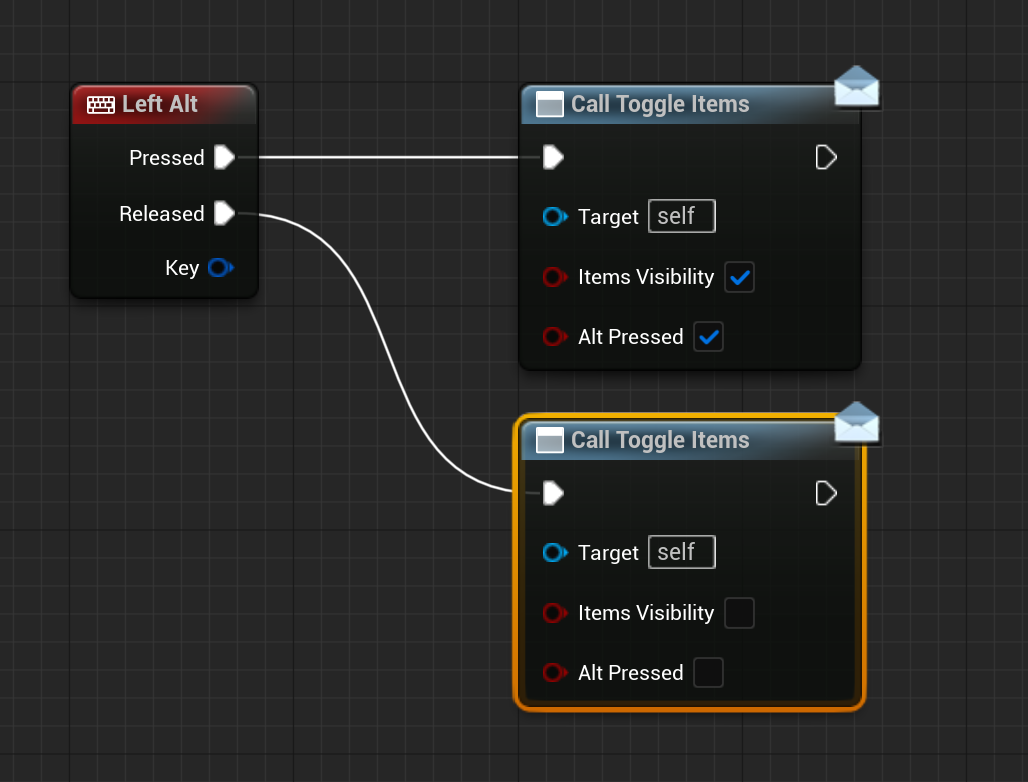 Left Alt
Pressed
Released
Key
Call Toggle Items
Target self
Items Visibility
Alt Pressed
Call Toggle Items
Target self
Items Visibility
Alt Pressed